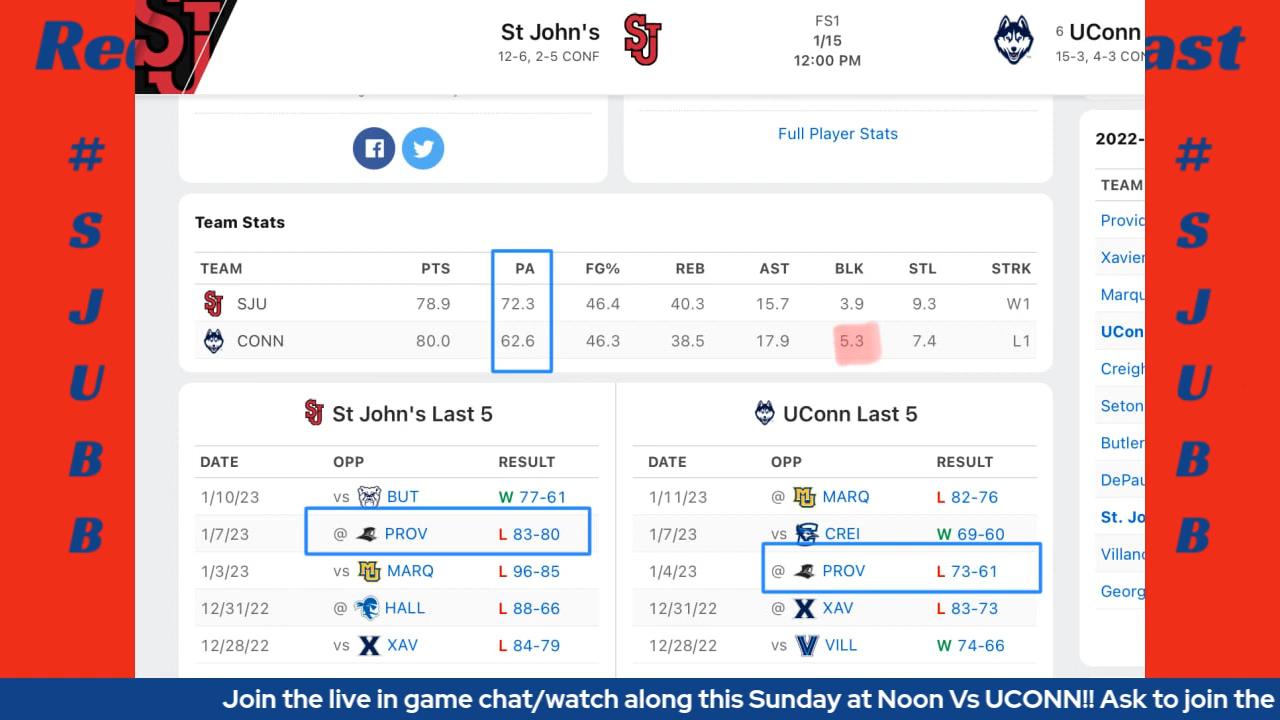 St John's
12-6, 2-5 CONF
FS1
1/15
12:00 PM
6 UConn
15-3, 4-3 CON
Full Player Stats
2022-
TEAM
Provid
Xavier
Marqu
UCon
Creigh
Seton
Butler
DePau
St. Jo
Villano
Georg
Team Stats
TEAM PTS PA FG% REB AST BLK STL STRK
SJU 78.9 72.3 46.4 40.3 15.7 3.9 9.3 W1
CONN 80.0 62.6 46.3 38.5 17.9 5.3 7.4 L1
St John's Last 5
DATE OPP RESULT
1/10/23 vs BUT W 77-61
1/7/23 @ PROV L 83-80
1/3/23 vs MARQ L 96-85
12/31/22 @ HALL L 88-66
12/28/22 vs XAV L 84-79
UConn Last 5
DATE OPP RESULT
1/11/23 @ MARQ L 82-76
1/7/23 vs CREI W 69-60
1/4/23 @ PROV L 73-61
12/31/22 @ XAV L 83-73
12/28/22 vs VILL W 74-66
Red
ast
#
S
J
U
B
B
#
S
J
U
B
B
Join the live in game chat/watch along this Sunday at Noon Vs UCONN!! Ask to join the